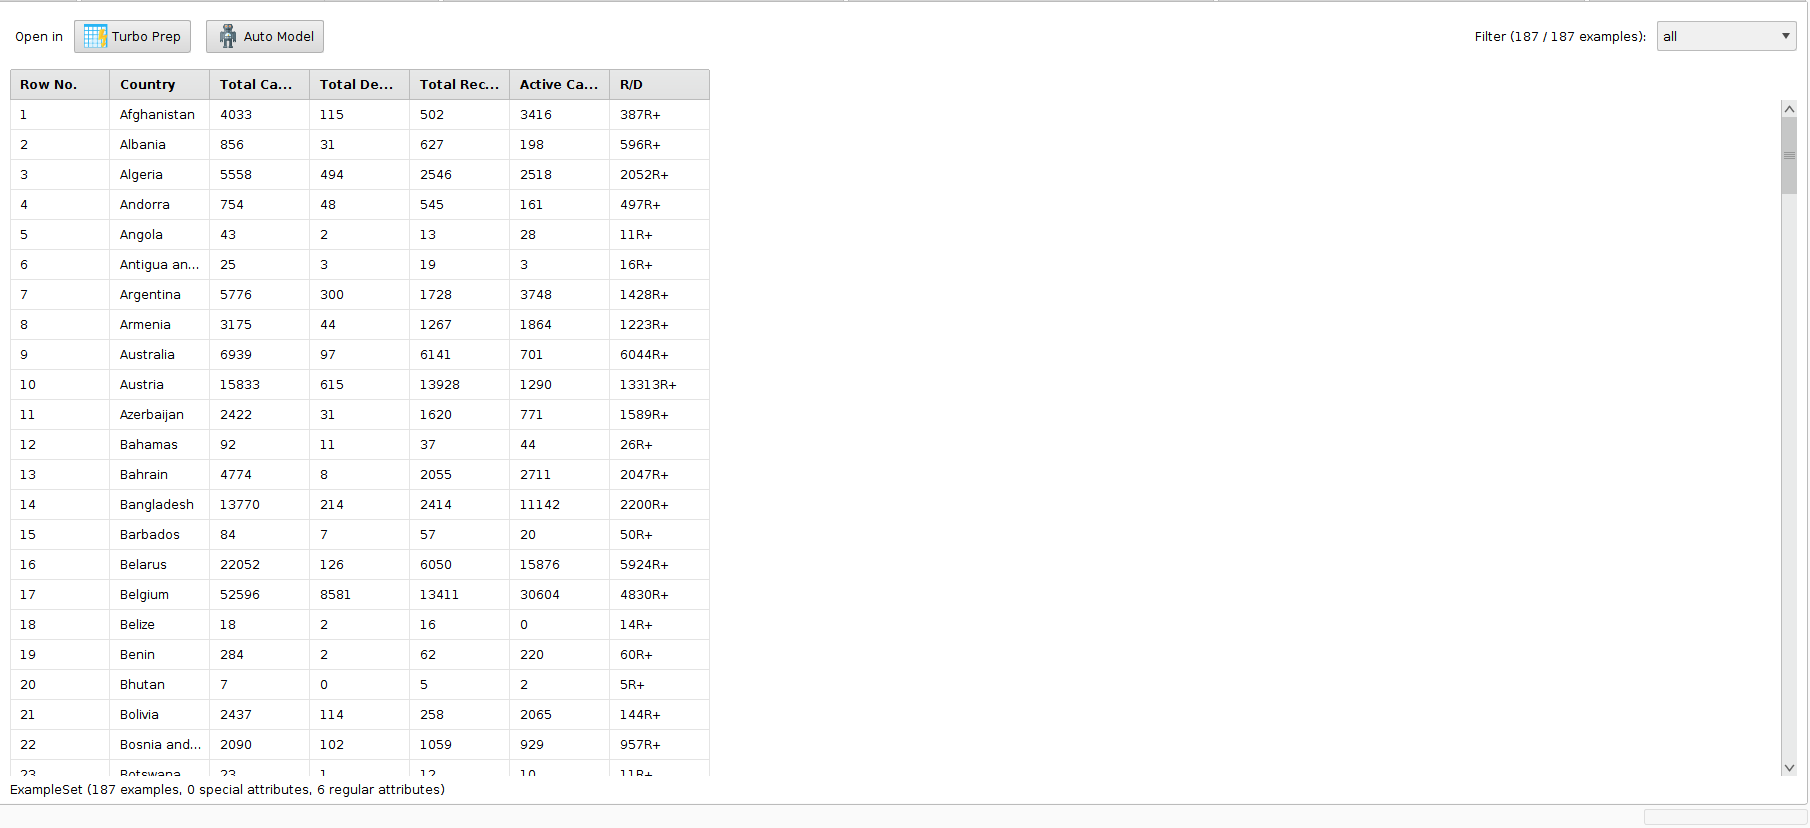 Open in Turbo Prep Auto Model Filter (187 / 187 examples): all
Row No. Country Total Ca... Total De... Total Rec... Active Ca... R/D
1 Afghanistan 4033 115 502 3416 387R+
2 Albania 856 31 627 198 596R+
3 Algeria 5558 494 2546 2518 2052R+
4 Andorra 754 48 545 161 497R+
5 Angola 43 2 13 28 11R+
6 Antigua an... 25 3 19 3 16R+
7 Argentina 5776 300 1728 3748 1428R+
8 Armenia 3175 44 1267 1864 1223R+
9 Australia 6939 97 6141 701 6044R+
10 Austria 15833 615 13928 1290 13313R+
11 Azerbaijan 2422 31 1620 771 1589R+
12 Bahamas 92 11 37 44 26R+
13 Bahrain 4774 8 2055 2711 2047R+
14 Bangladesh 13770 214 2414 11142 2200R+
15 Barbados 84 7 57 20 50R+
16 Belarus 22052 126 6050 15876 5924R+
17 Belgium 52596 8581 13411 30604 4830R+
18 Belize 18 2 16 0 14R+
19 Benin 284 2 62 220 60R+
20 Bhutan 7 0 5 2 5R+
21 Bolivia 2437 114 258 2065 144R+
22 Bosnia and... 2090 102 1059 929 957R+
23 Botswana 23 1 12 10 11R+
ExampleSet (187 examples, 0 special attributes, 6 regular attributes)